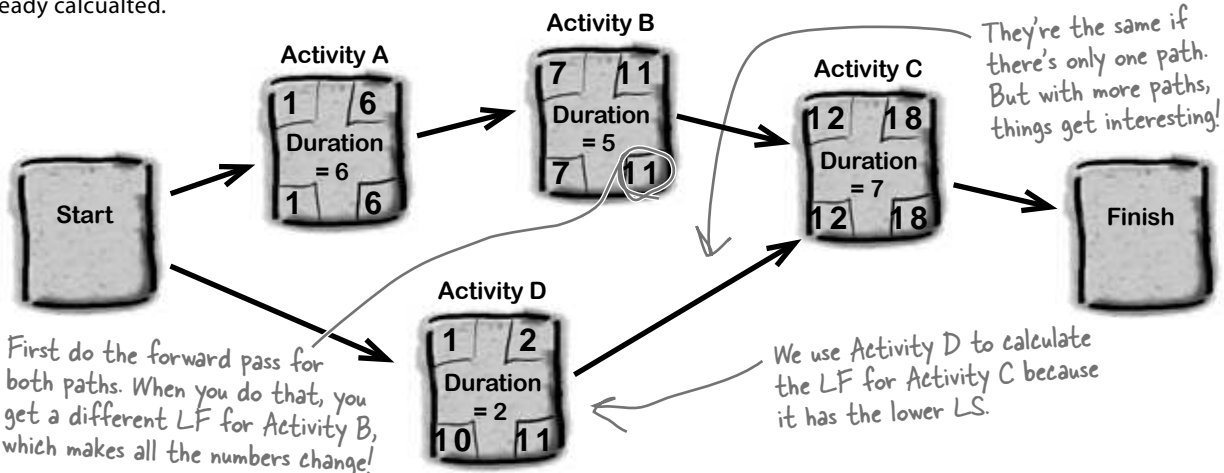 eady calcualted.
Activity B
They're the same if
there's only one path.
But with more paths,
things get interesting!
Activity A
Activity C
7 11
Duration
= 5
7 11
1 6
Duration
= 6
1 6
12 18
Duration
= 7
12 18
Start
Finish
Activity D
1 2
Duration
= 2
10 11
First do the forward pass for
both paths. When you do that, you
get a different LF for Activity B,
which makes all the numbers change!
We use Activity D to calculate
the LF for Activity C because
it has the lower LS.